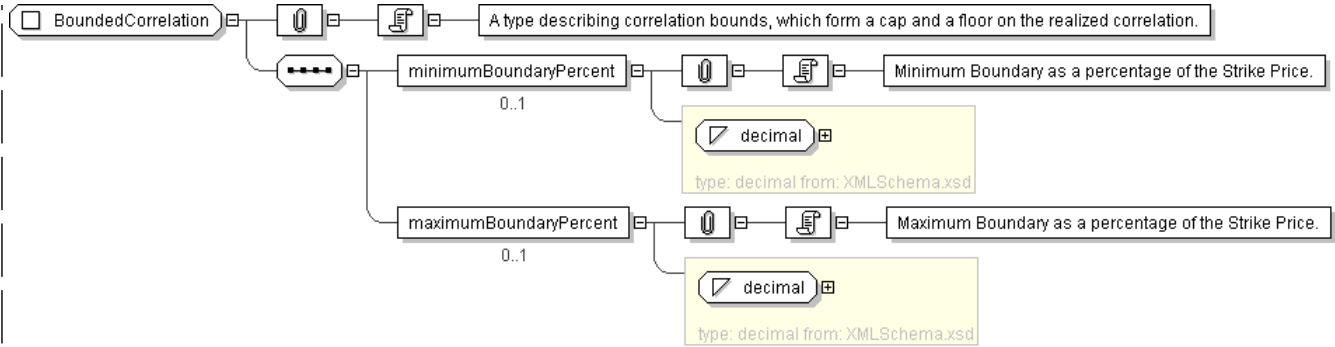 BoundedCorrelation
A type describing correlation bounds, which form a cap and a floor on the realized correlation.
minimumBoundaryPercent
Minimum Boundary as a percentage of the Strike Price.
0..1
decimal
type: decimal from: XMLSchema.xsd
maximumBoundaryPercent
Maximum Boundary as a percentage of the Strike Price.
0..1
decimal
type: decimal from: XMLSchema.xsd